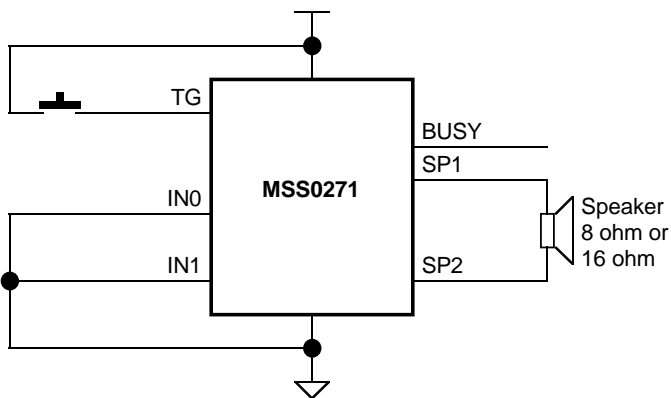 TG
BUSY
SP1
MSS0271
IN0
Speaker
8 ohm or
16 ohm
IN1
SP2